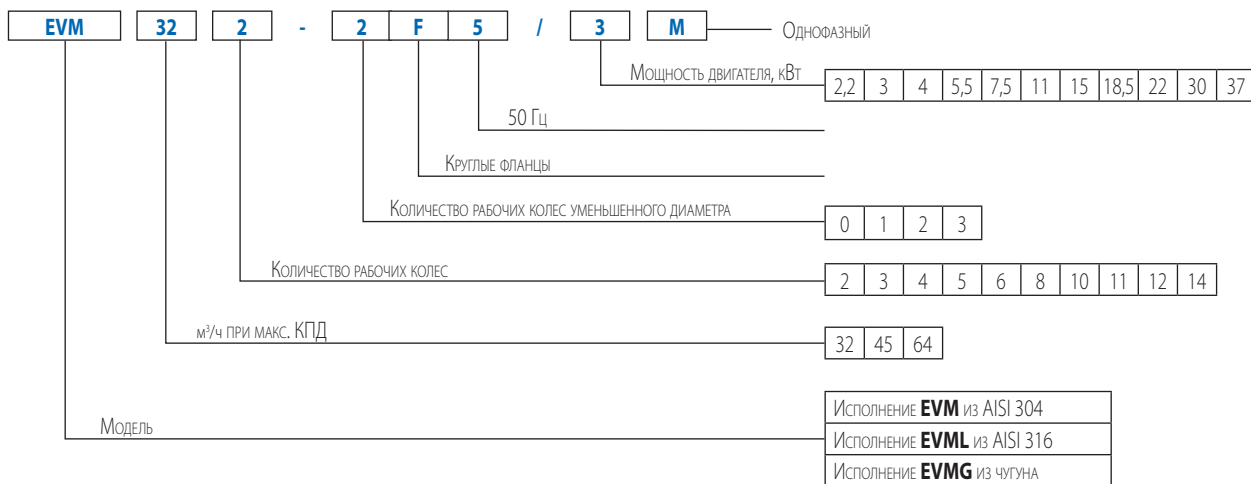 EVM 32 2 - 2 F 5 / 3 M Однофазный
Мощность двигателя, кВт 2,2 3 4 5,5 7,5 11 15 18,5 22 30 37
50 Гц
Круглые фланцы
Количество рабочих колес уменьшенного диаметра 0 1 2 3
Количество рабочих колес 2 3 4 5 6 8 10 11 12 14
м³/ч при макс. КПД 32 45 64
Модель
Исполнение EVM из AISI 304
Исполнение EVML из AISI 316
Исполнение EVMG из чугуна